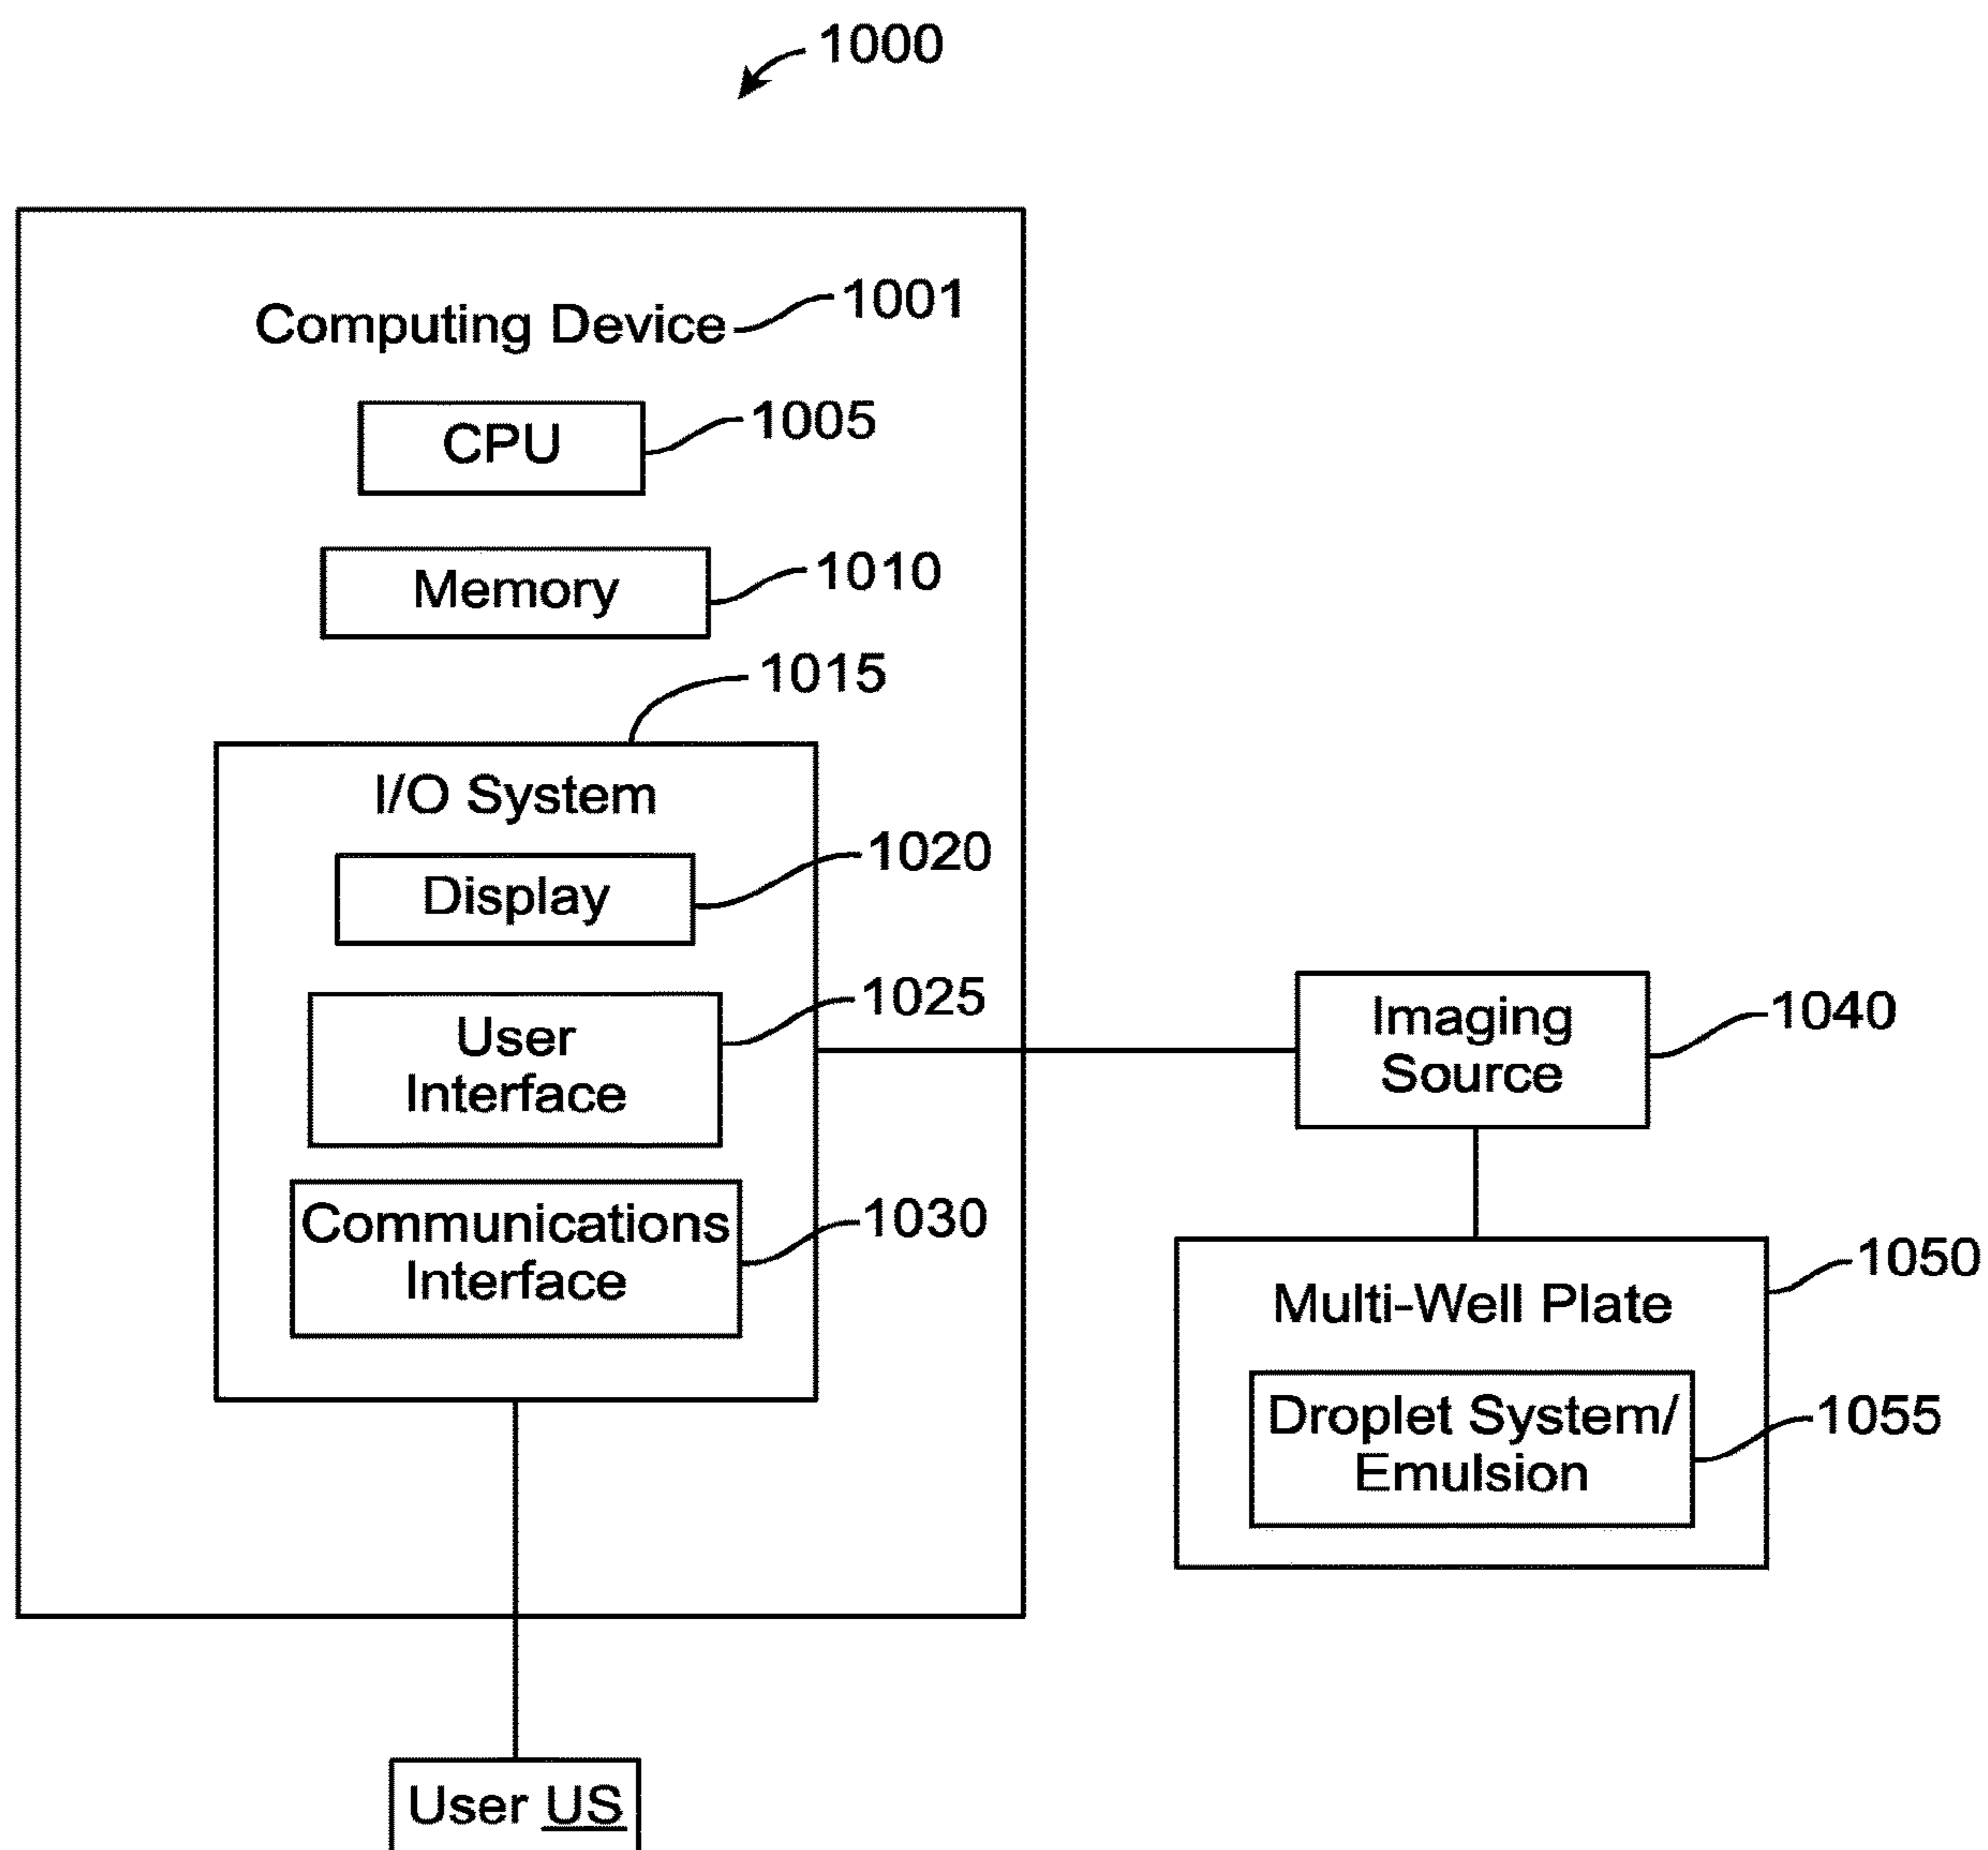 1000
Computing Device 1001
CPU 1005
Memory 1010
1015
I/O System
Display 1020
User
Interface
1025
Communications
Interface
1030
Imaging
Source
1040
Multi-Well Plate 1050
Droplet System/
Emulsion
1055
User US